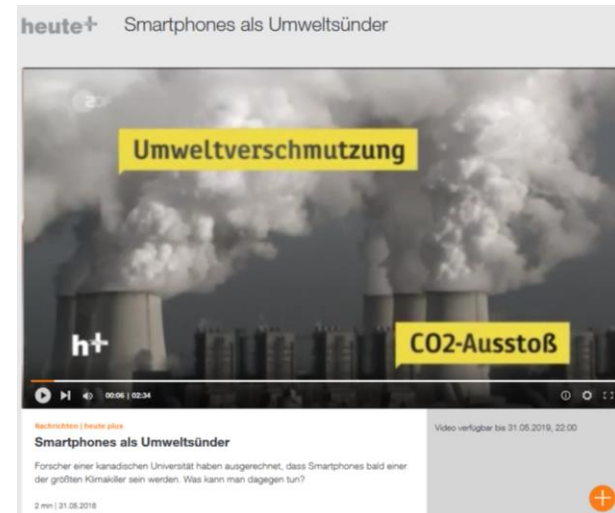 heute+ Smartphones als Umweltsünder
ZDF
Umweltverschmutzung
CO2-Ausstoß
h+
00:06 | 02:34
Nachrichten | heute plus
Smartphones als Umweltsünder
Forscher einer kanadischen Universität haben ausgerechnet, dass Smartphones bald einer
der größten Klimakiller sein werden. Was kann man dagegen tun?
2 min | 31.05.2018
Video verfügbar bis 31.05.2019, 22:00